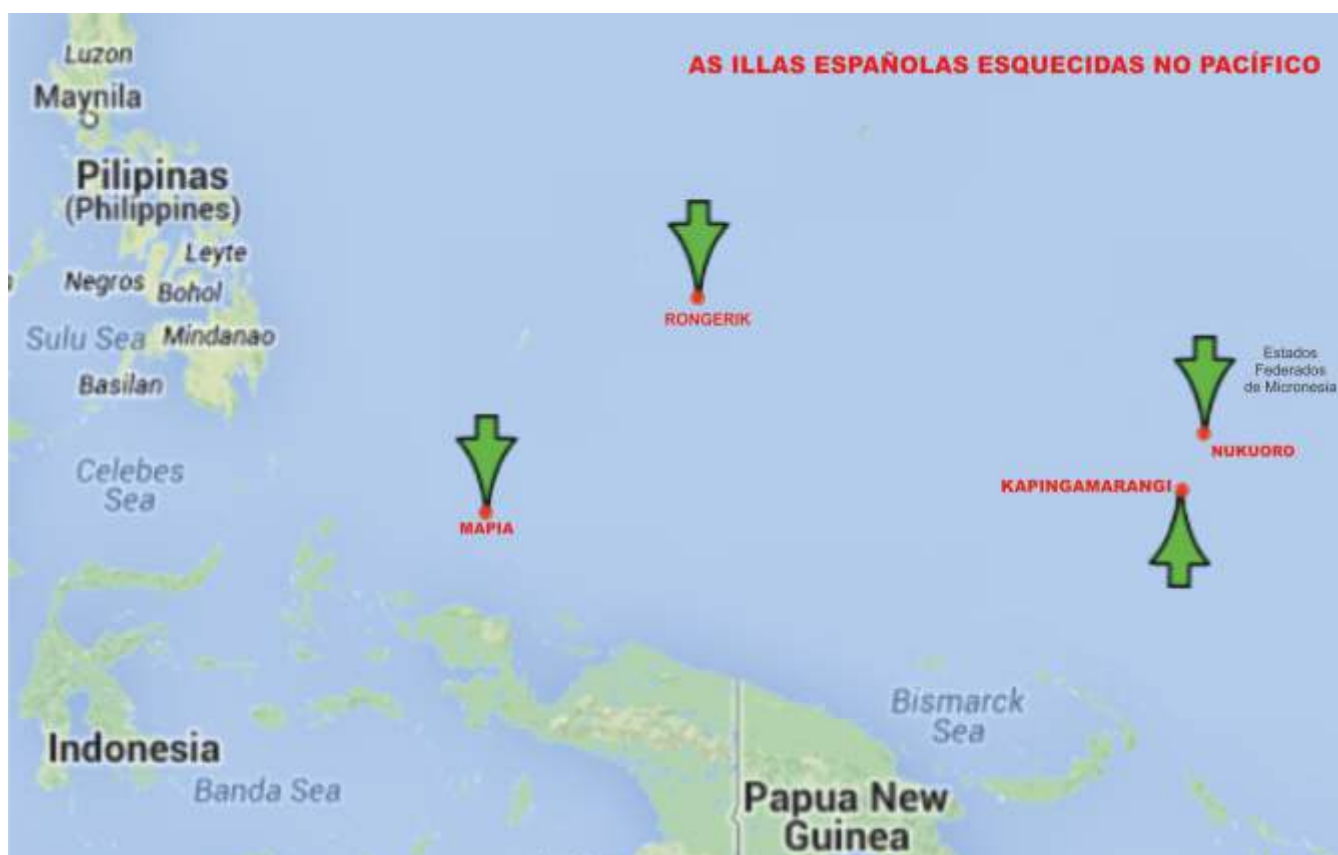 Luzon
AS ILLAS ESPAÑOLAS ESQUECIDAS NO PACÍFICO
Maynila
Pilipinas
(Philippines)
Leyte
Negros
Bohol
RONGERIK
Sulu Sea
Mindanao
Basilan
Estados
Federados
de Micronesia
NUKUORO
Celebes
Sea
KAPINGAMARANGI
MAPIA
Bismarck
Sea
Indonesia
Banda Sea
Papua New
Guinea